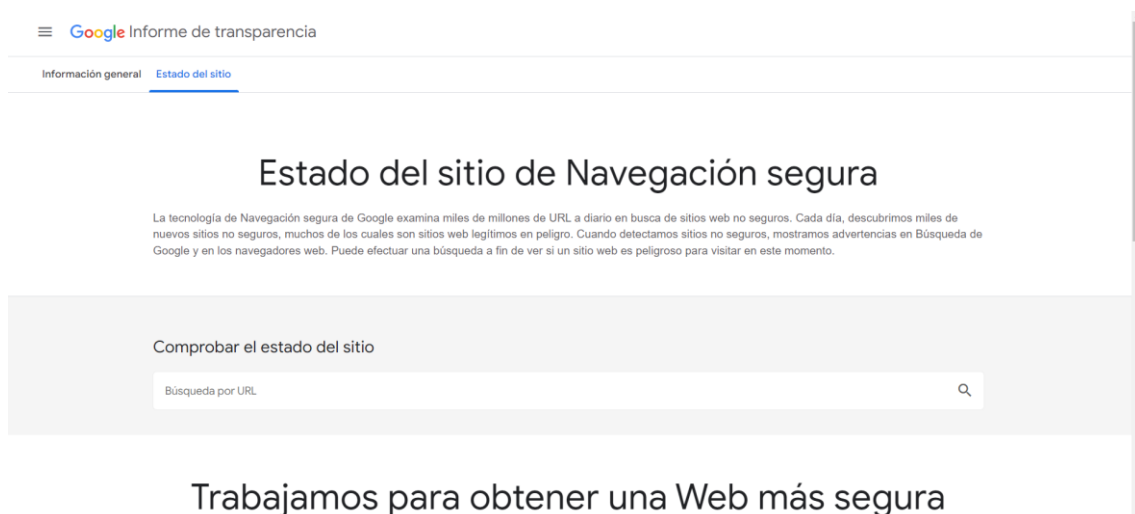 Google Informe de transparencia
Información general Estado del sitio
Estado del sitio de Navegación segura
La tecnología de Navegación segura de Google examina miles de millones de URL a diario en busca de sitios web no seguros. Cada día, descubrimos miles de
nuevos sitios no seguros, muchos de los cuales son sitios web legítimos en peligro. Cuando detectamos sitios no seguros, mostramos advertencias en Búsqueda de
Google y en los navegadores web. Puede efectuar una búsqueda a fin de ver si un sitio web es peligroso para visitar en este momento.
Comprobar el estado del sitio
Búsqueda por URL
Trabajamos para obtener una Web más segura